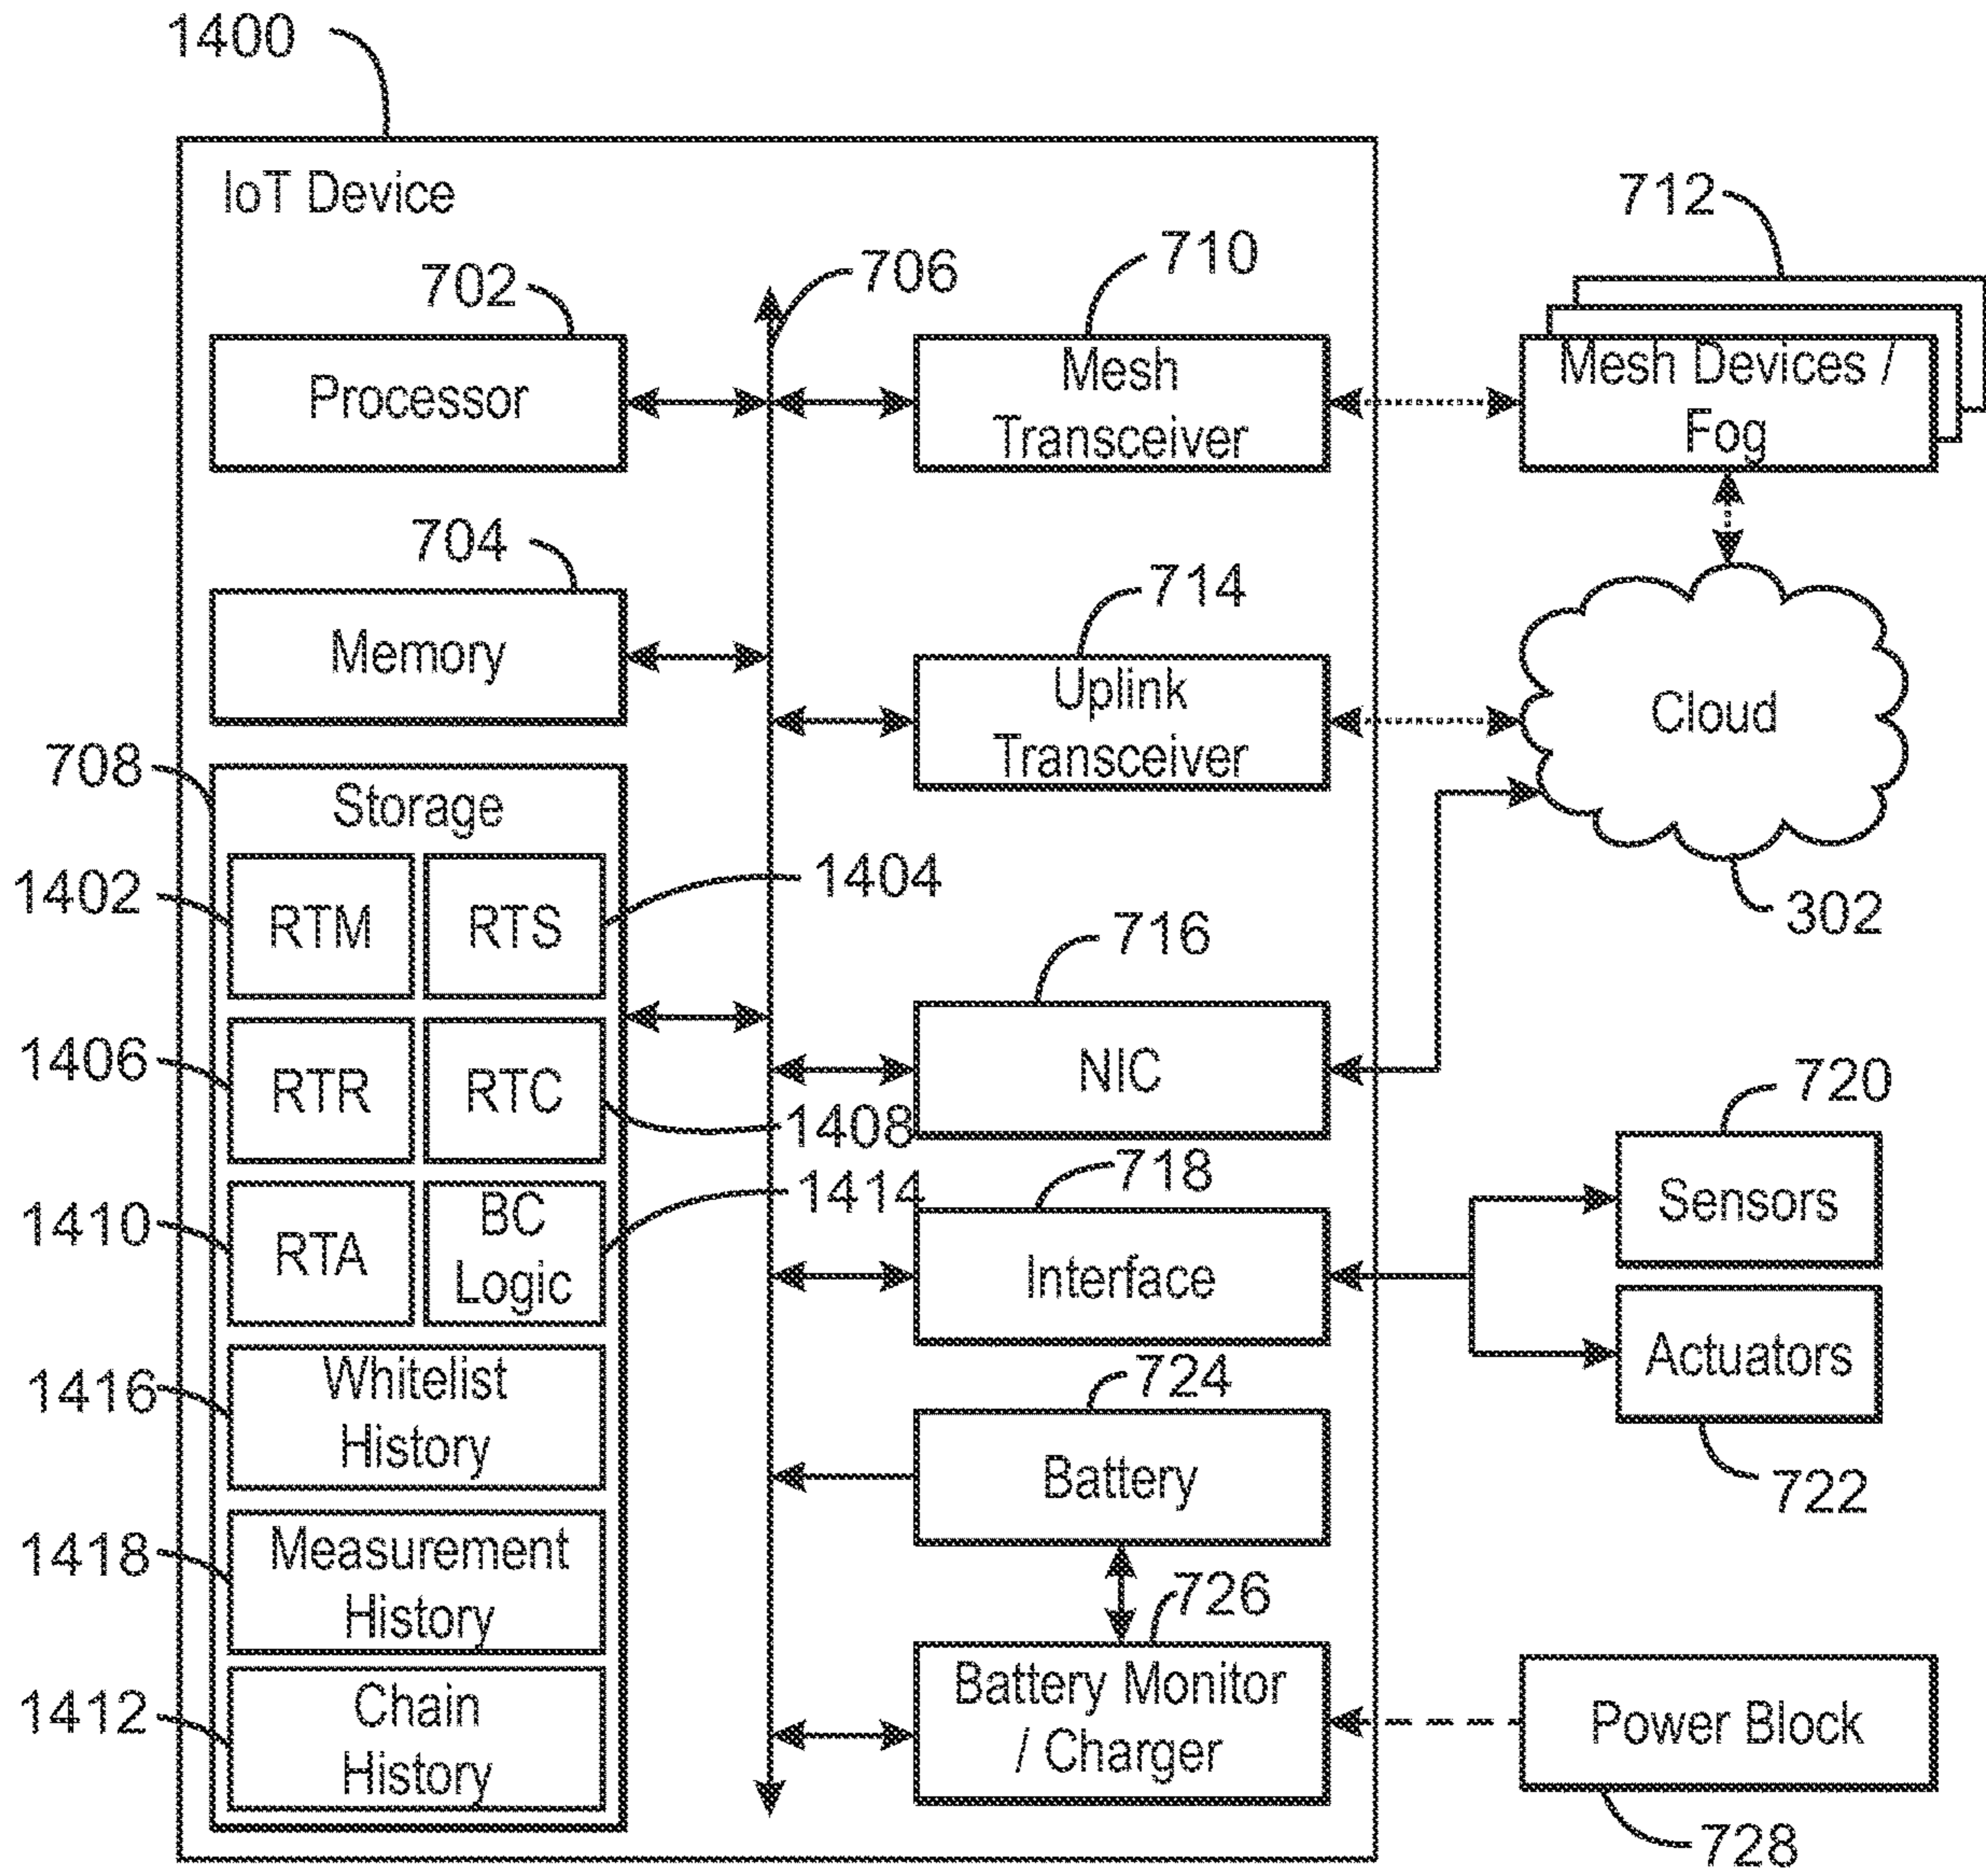 1400
IoT Device
712
710
706
702
Processor
Mesh
Transceiver
Mesh Devices /
Fog
704
Memory
714
Uplink
Transceiver
Cloud
302
708
Storage
1402
RTM
RTS
1404
716
NIC
1406
RTR
RTC
1408
720
Sensors
718
Interface
1410
RTA
BC
Logic
1414
Actuators
722
1416
Whitelist
History
724
Battery
1418
Measurement
History
726
Battery Monitor
/ Charger
Power Block
728
1412
Chain
History